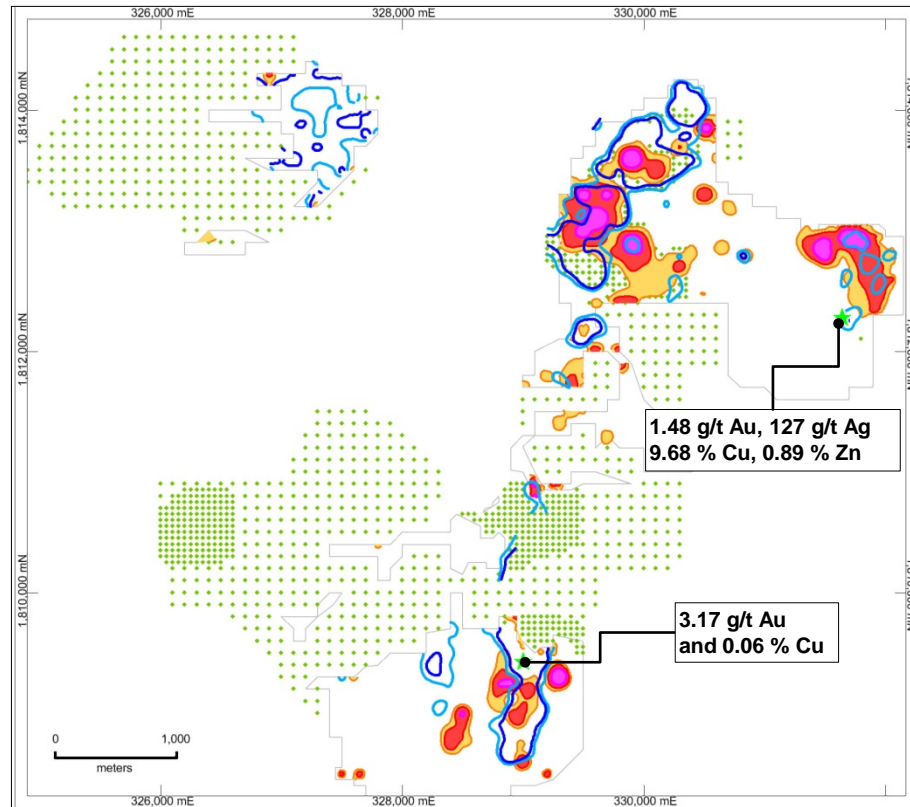 326,000 mE
328,000 mE
330,000 mE
1,814,000 mN
1,812,000 mN
1.48 g/t Au, 127 g/t Ag
9.68 % Cu, 0.89 % Zn
1,810,000 mN
3.17 g/t Au
and 0.06 % Cu
0
1,000
meters
326,000 mE
328,000 mE
330,000 mE